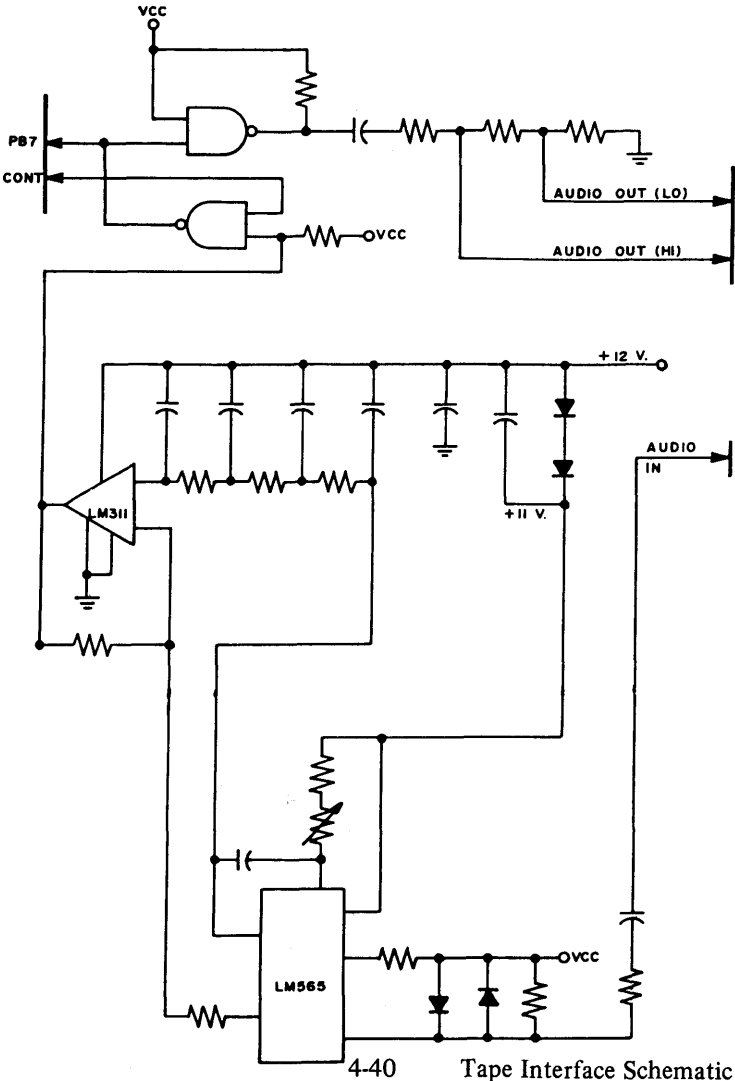 VCC
PB7
CONT
AUDIO OUT (LO)
VCC
AUDIO OUT (HI)
+12 V.
AUDIO
IN
LM311
+11 V.
LM565
VCC
4-40 Tape Interface Schematic